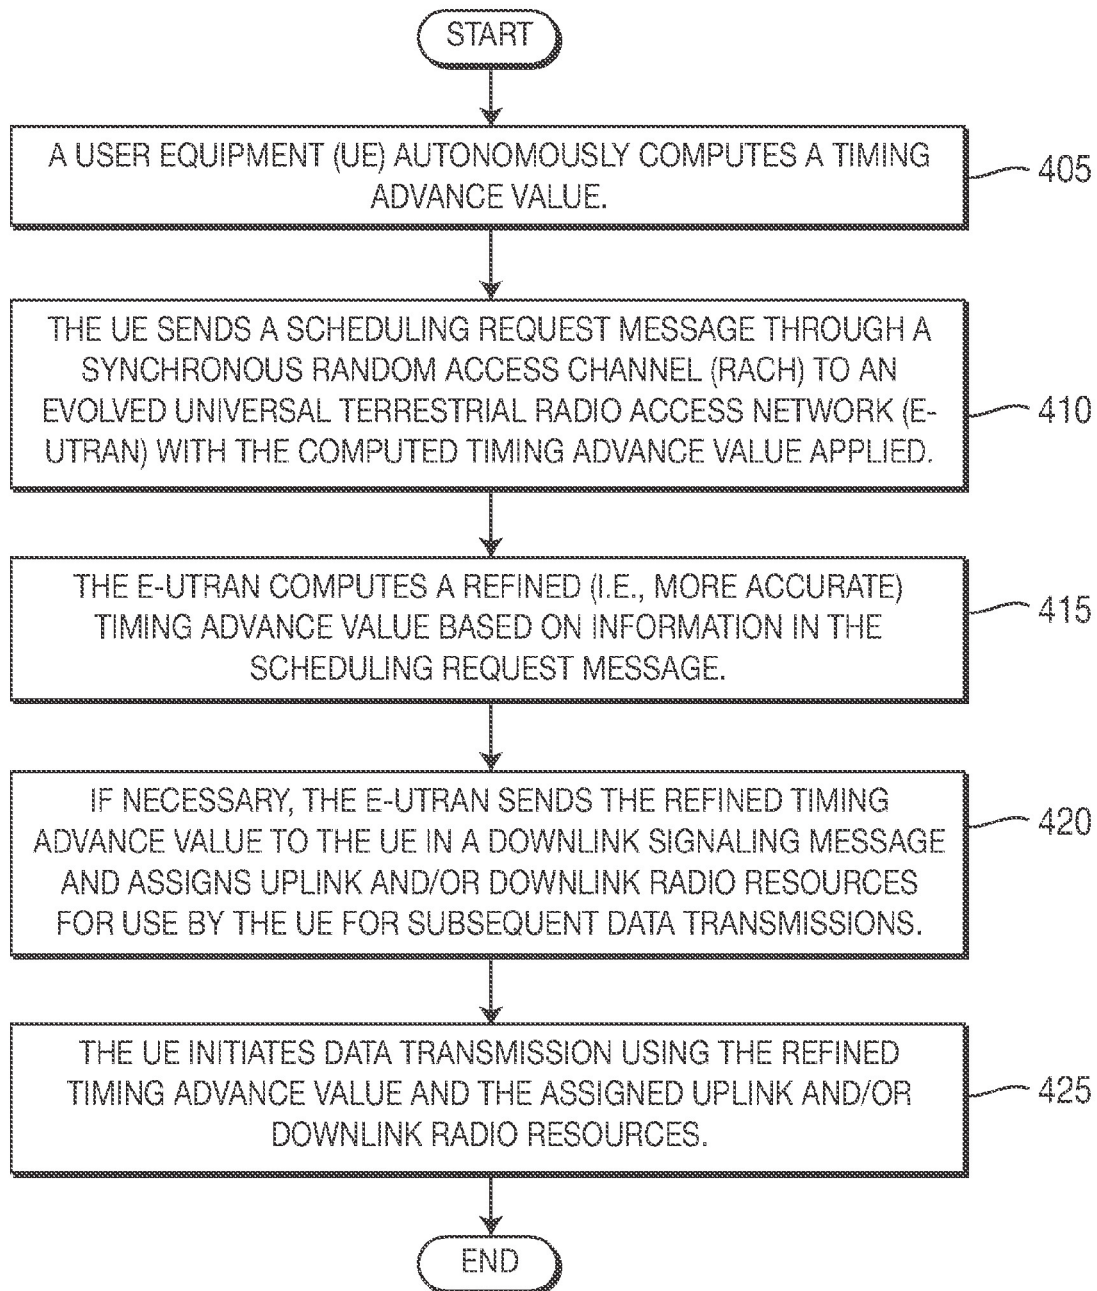 START
A USER EQUIPMENT (UE) AUTONOMOUSLY COMPUTES A TIMING
ADVANCE VALUE.
405
THE UE SENDS A SCHEDULING REQUEST MESSAGE THROUGH A
SYNCHRONOUS RANDOM ACCESS CHANNEL (RACH) TO AN
EVOLVED UNIVERSAL TERRESTRIAL RADIO ACCESS NETWORK (E-
UTRAN) WITH THE COMPUTED TIMING ADVANCE VALUE APPLIED.
410
THE E-UTRAN COMPUTES A REFINED (I.E., MORE ACCURATE)
TIMING ADVANCE VALUE BASED ON INFORMATION IN THE
SCHEDULING REQUEST MESSAGE.
415
IF NECESSARY, THE E-UTRAN SENDS THE REFINED TIMING
ADVANCE VALUE TO THE UE IN A DOWNLINK SIGNALING MESSAGE
AND ASSIGNS UPLINK AND/OR DOWNLINK RADIO RESOURCES
FOR USE BY THE UE FOR SUBSEQUENT DATA TRANSMISSIONS.
420
THE UE INITIATES DATA TRANSMISSION USING THE REFINED
TIMING ADVANCE VALUE AND THE ASSIGNED UPLINK AND/OR
DOWNLINK RADIO RESOURCES.
425
END